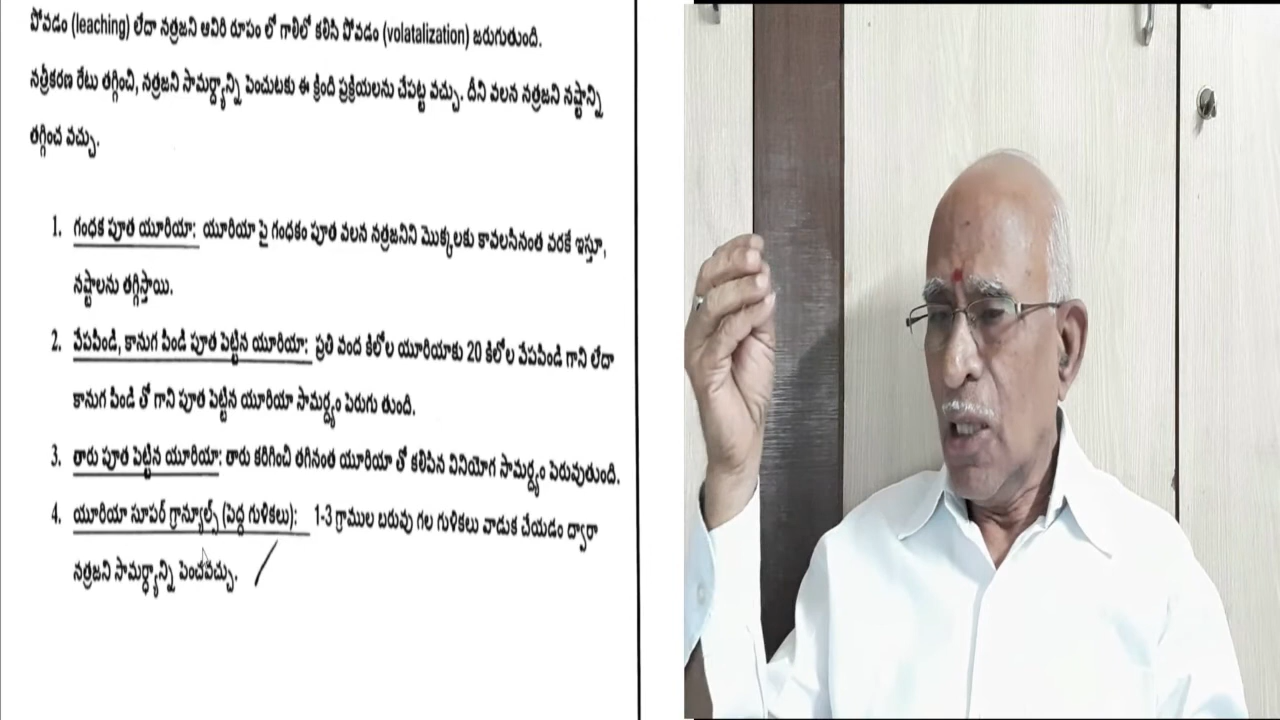 పోవడం (leaching) లేదా నత్రజని ఆవిరి రూపం లో గాలిలో కలిసి పోవడం (volatalization) జరుగుతుంది.
నత్రీకరణ రేటు తగ్గించి, నత్రజని సామర్ధ్యాన్ని పెంచుటకు ఈ క్రింది ప్రక్రియలను చేపట్ట వచ్చు. దీని వలన నత్రజని నష్టాన్ని
తగ్గించ వచ్చు.
1. గంధక పూత యూరియా: యూరియా పై గంధకం పూత వలన నత్రజనిని మొక్కలకు కావలసినంత వరకే ఇస్తూ,
నష్టాలను తగ్గిస్తాయి.
2. వేపపిండి, కానుగ పిండి పూత పెట్టిన యూరియా: ప్రతి వంద కిలోల యూరియాకు 20 కిలోల వేపపిండి గాని లేదా
కానుగ పిండి తో గాని పూత పెట్టిన యూరియా సామర్ధ్యం పెరుగు తుంది.
3. తారు పూత పెట్టిన యూరియా: తారు కరిగించి తగినంత యూరియా తో కలిపిన వినియోగ సామర్ధ్యం పెరువుతుంది.
4. యూరియా సూపర్ గ్రాన్యూల్స్ (పెద్ద గుళికలు): 1-3 గ్రాముల బరువు గల గుళికలు వాడుక చేయడం ద్వారా
నత్రజని సామర్ధ్యాన్ని పెంచవచ్చు.